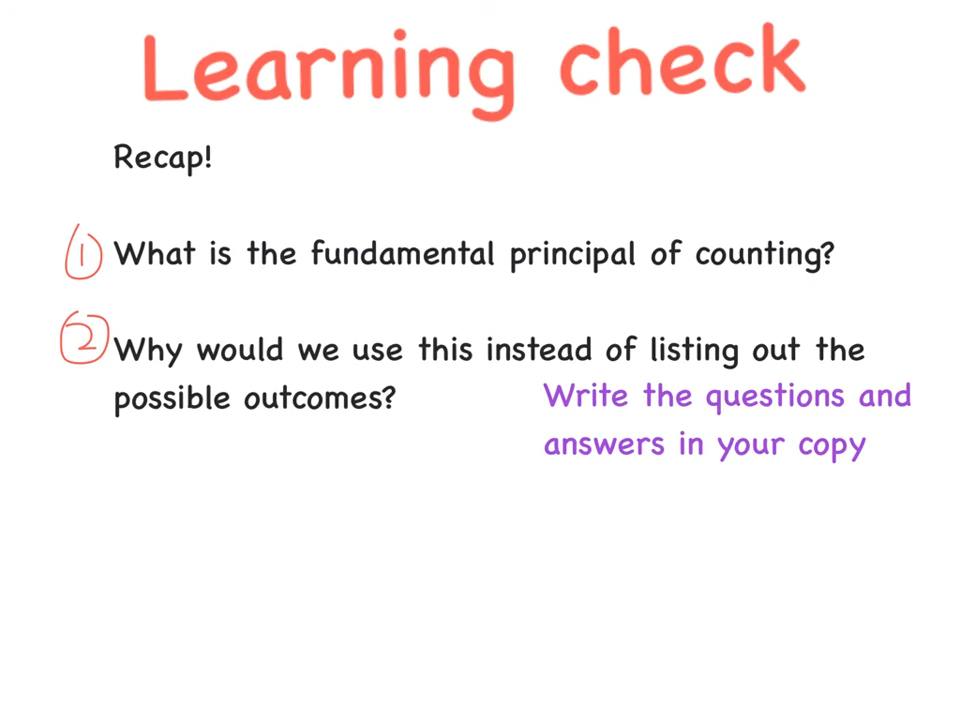 Learning check
Recap!
1 What is the fundamental principal of counting?
2 Why would we use this instead of listing out the
possible outcomes?
Write the questions and
answers in your copy